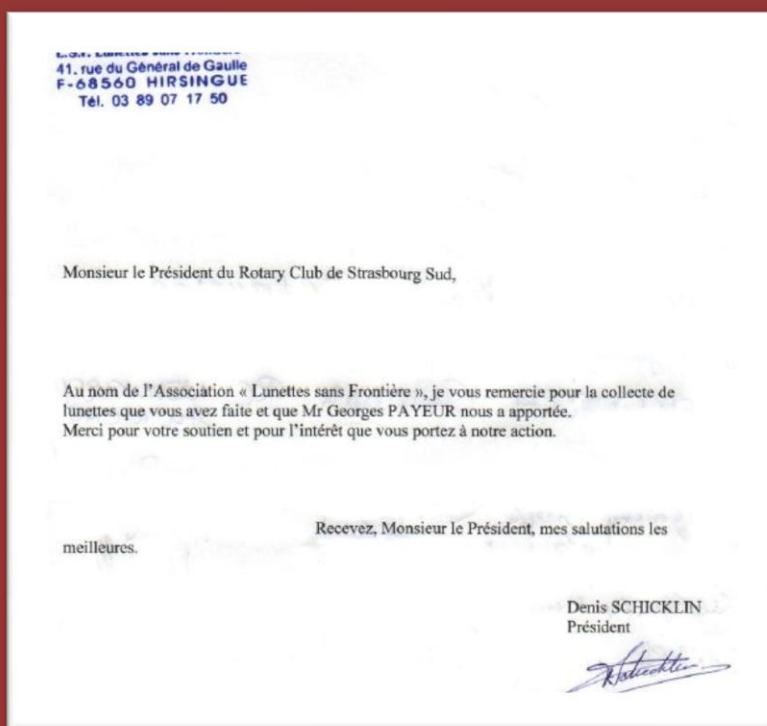 L.S.F. Lunettes sans Frontière
41, rue du Général de Gaulle
F-68560 HIRSINGUE
Tél. 03 89 07 17 50
Monsieur le Président du Rotary Club de Strasbourg Sud,
Au nom de l'Association « Lunettes sans Frontière », je vous remercie pour la collecte de
lunettes que vous avez faite et que Mr Georges PAYEUR nous a apportée.
Merci pour votre soutien et pour l'intérêt que vous portez à notre action.
Recevez, Monsieur le Président, mes salutations les
meilleures.
Denis SCHICKLIN
Président